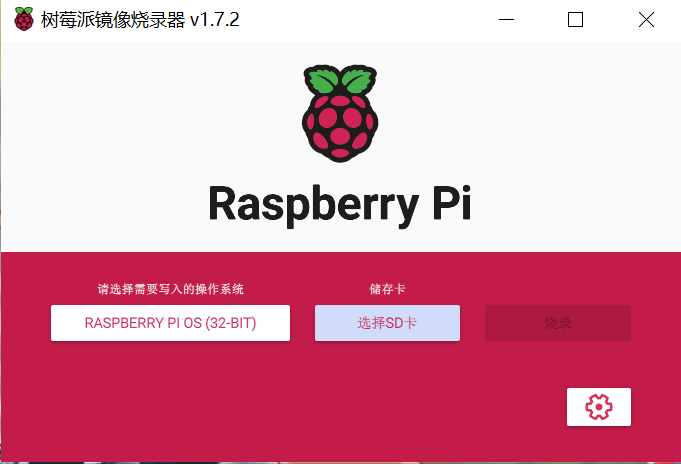 树莓派镜像烧录器 v1.7.2
Raspberry Pi
请选择需要写入的操作系统
储存卡
RASPBERRY PI OS (32-BIT)
选择SD卡
烧录